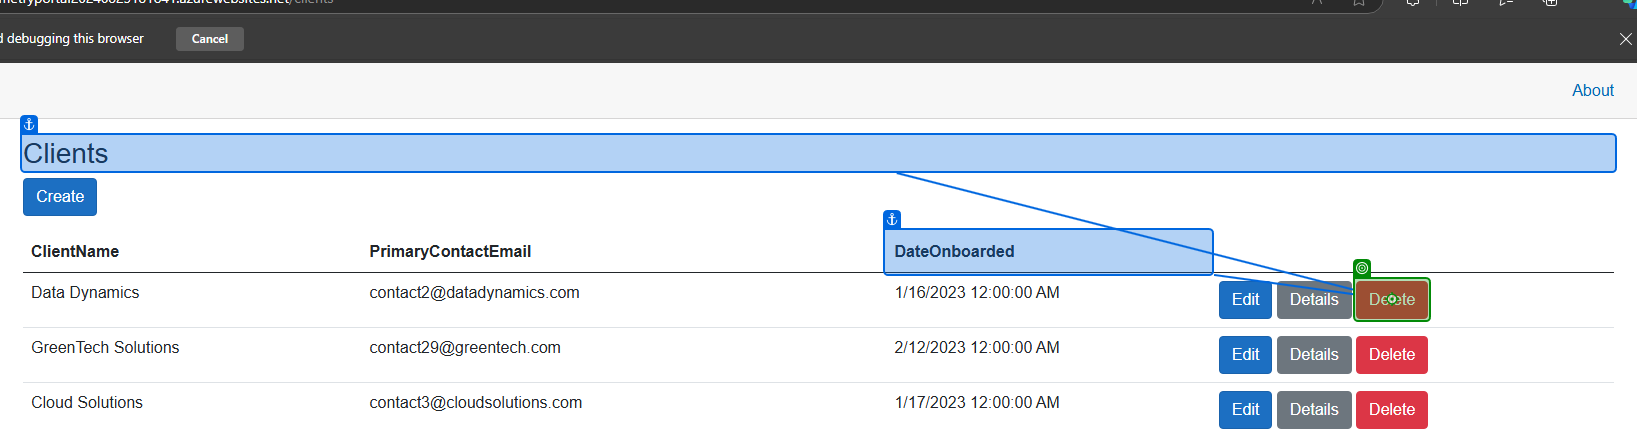 d debugging this browser Cancel
About
Clients
Create
ClientName PrimaryContactEmail DateOnboarded
Data Dynamics contact2@datadynamics.com 1/16/2023 12:00:00 AM Edit Details Delete
GreenTech Solutions contact29@greentech.com 2/12/2023 12:00:00 AM Edit Details Delete
Cloud Solutions contact3@cloudsolutions.com 1/17/2023 12:00:00 AM Edit Details Delete